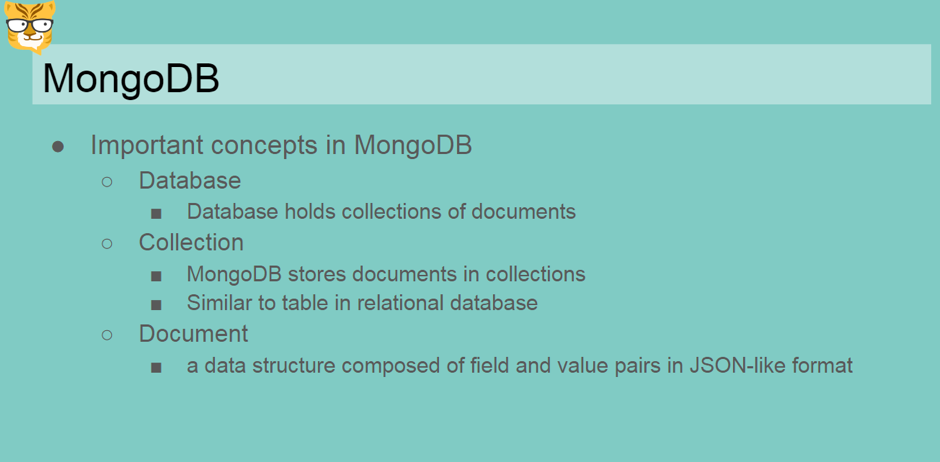 MongoDB
● Important concepts in MongoDB
○ Database
■ Database holds collections of documents
○ Collection
■ MongoDB stores documents in collections
■ Similar to table in relational database
○ Document
■ a data structure composed of field and value pairs in JSON-like format